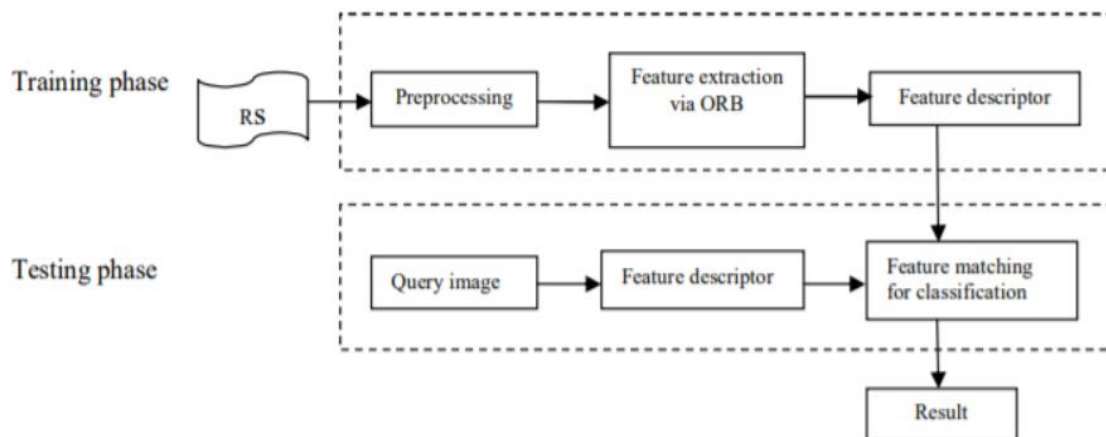 Training phase
RS
Preprocessing
Feature extraction
via ORB
Feature descriptor
Testing phase
Query image
Feature descriptor
Feature matching
for classification
Result